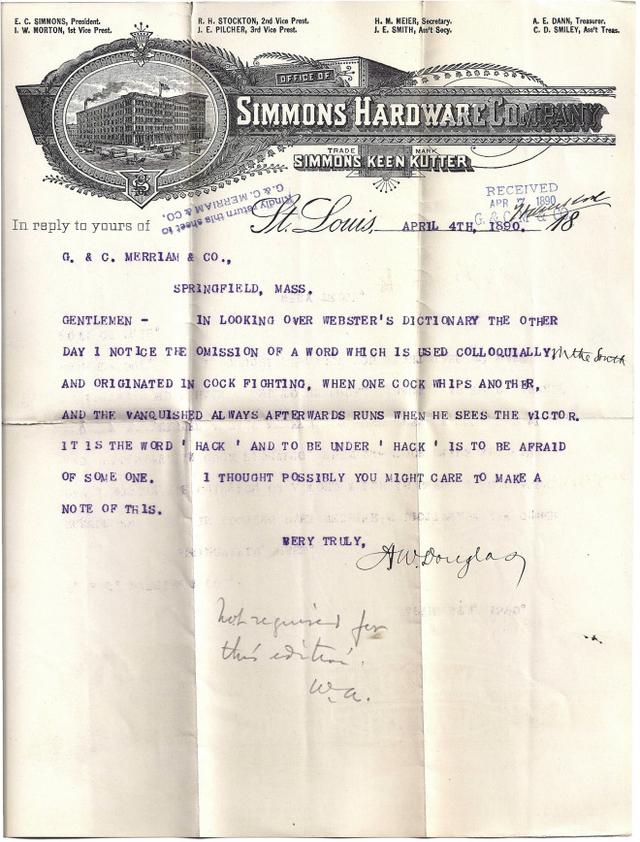 E. C. SIMMONS, President.
I. W. MORTON, 1st Vice Prest.
R. H. STOCKTON, 2nd Vice Prest.
J. E. PILCHER, 3rd Vice Prest.
H. M. MEIER, Secretary.
J. E. SMITH, Ass't Secy.
A. E. DANN, Treasurer.
C. D. SMILEY, Ass't Treas.
OFFICE OF
SIMMONS HARDWARE COMPANY
TRADE MARK
SIMMONS KEEN KUTTER
S
Kindly return this sheet to
G. & C. MERRIAM & CO.
RECEIVED
APR 7 1890
G. & C. M. & CO.
In reply to yours of
St. Louis, APRIL 4TH, 1890. 18
G. & C. MERRIAM & CO.,
SPRINGFIELD, MASS.
GENTLEMEN - IN LOOKING OVER WEBSTER'S DICTIONARY THE OTHER
DAY I NOTICE THE OMISSION OF A WORD WHICH IS USED COLLOQUIALLY, in the South
AND ORIGINATED IN COCK FIGHTING, WHEN ONE COCK WHIPS ANOTHER,
AND THE VANQUISHED ALWAYS AFTERWARDS RUNS WHEN HE SEES THE VICTOR.
IT IS THE WORD 'HACK' AND TO BE UNDER 'HACK' IS TO BE AFRAID
OF SOME ONE. I THOUGHT POSSIBLY YOU MIGHT CARE TO MAKE A
NOTE OF THIS.
VERY TRULY,
A. W. Douglas
Not required for
this edition.
W. A.